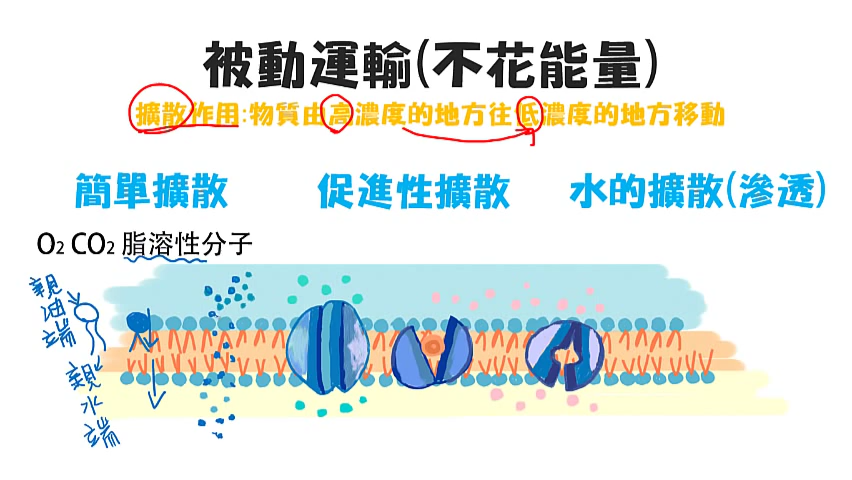 被動運輸(不花能量)
擴散作用:物質由高濃度的地方往低濃度的地方移動
簡單擴散
促進性擴散
水的擴散(滲透)
O2 CO2 脂溶性分子
親油端
親水端